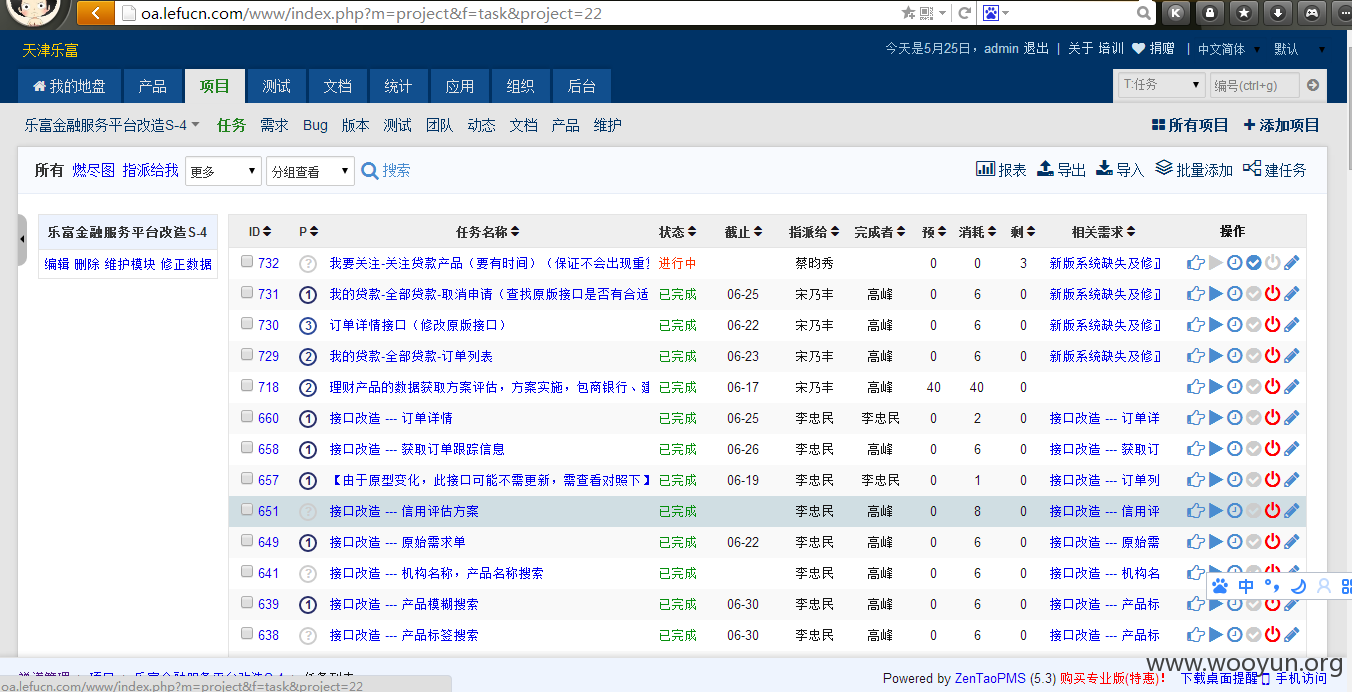 oa.lefucn.com/www/index.php?m=project&f=task&project=22
天津乐富 今天是5月25日，admin 退出 | 关于 培训 捐赠 | 中文简体 默认
我的地盘 产品 项目 测试 文档 统计 应用 组织 后台 T:任务 编号(ctrl+g)
乐富金融服务平台改造S-4 任务 需求 Bug 版本 测试 团队 动态 文档 产品 维护 所有项目 + 添加项目
所有 燃尽图 指派给我 更多 分组查看 搜索 报表 导出 导入 批量添加 建任务
乐富金融服务平台改造S-4
编辑 删除 维护模块 修正数据
ID P 任务名称 状态 截止 指派给 完成者 预 消耗 剩 相关需求 操作
732 ? 我要关注-关注贷款产品（要有时间）（保证不会出现重 进行中 蔡昀秀 0 0 3 新版系统缺失及修正
731 1 我的贷款-全部贷款-取消申请（查找原版接口是否有合适 已完成 06-25 宋乃丰 高峰 0 6 0 新版系统缺失及修正
730 3 订单详情接口（修改原版接口） 已完成 06-22 宋乃丰 高峰 0 6 0 新版系统缺失及修正
729 2 我的贷款-全部贷款-订单列表 已完成 06-23 宋乃丰 高峰 0 6 0 新版系统缺失及修正
718 2 理财产品的数据获取方案评估，方案实施，包商银行、 已完成 06-17 宋乃丰 高峰 40 40 0
660 1 接口改造 --- 订单详情 已完成 06-25 李忠民 李忠民 0 2 0 接口改造 --- 订单详
658 1 接口改造 --- 获取订单跟踪信息 已完成 06-26 李忠民 高峰 0 6 0 接口改造 --- 获取订
657 1 【由于原型变化，此接口可能不需更新，需查看对照下】 已完成 06-19 李忠民 李忠民 0 1 0 接口改造 --- 订单列
651 ? 接口改造 --- 信用评估方案 已完成 李忠民 高峰 0 8 0 接口改造 --- 信用评
649 1 接口改造 --- 原始需求单 已完成 06-22 李忠民 高峰 0 6 0 接口改造 --- 原始需
641 ? 接口改造 --- 机构名称，产品名称搜索 已完成 李忠民 高峰 0 6 0 接口改造 --- 机构名
中
639 1 接口改造 --- 产品模糊搜索 已完成 06-30 李忠民 高峰 0 6 0 接口改造 --- 产品标
638 ? 接口改造 --- 产品标签搜索 已完成 06-30 李忠民 高峰 0 6 0 接口改造 --- 产品标
www.wooyun.org
Powered by ZenTaoPMS (5.3) 购买专业版(特惠)! 下载桌面提醒 手机访问
oa.lefucn.com/www/index.php?m=project&f=task&project=22